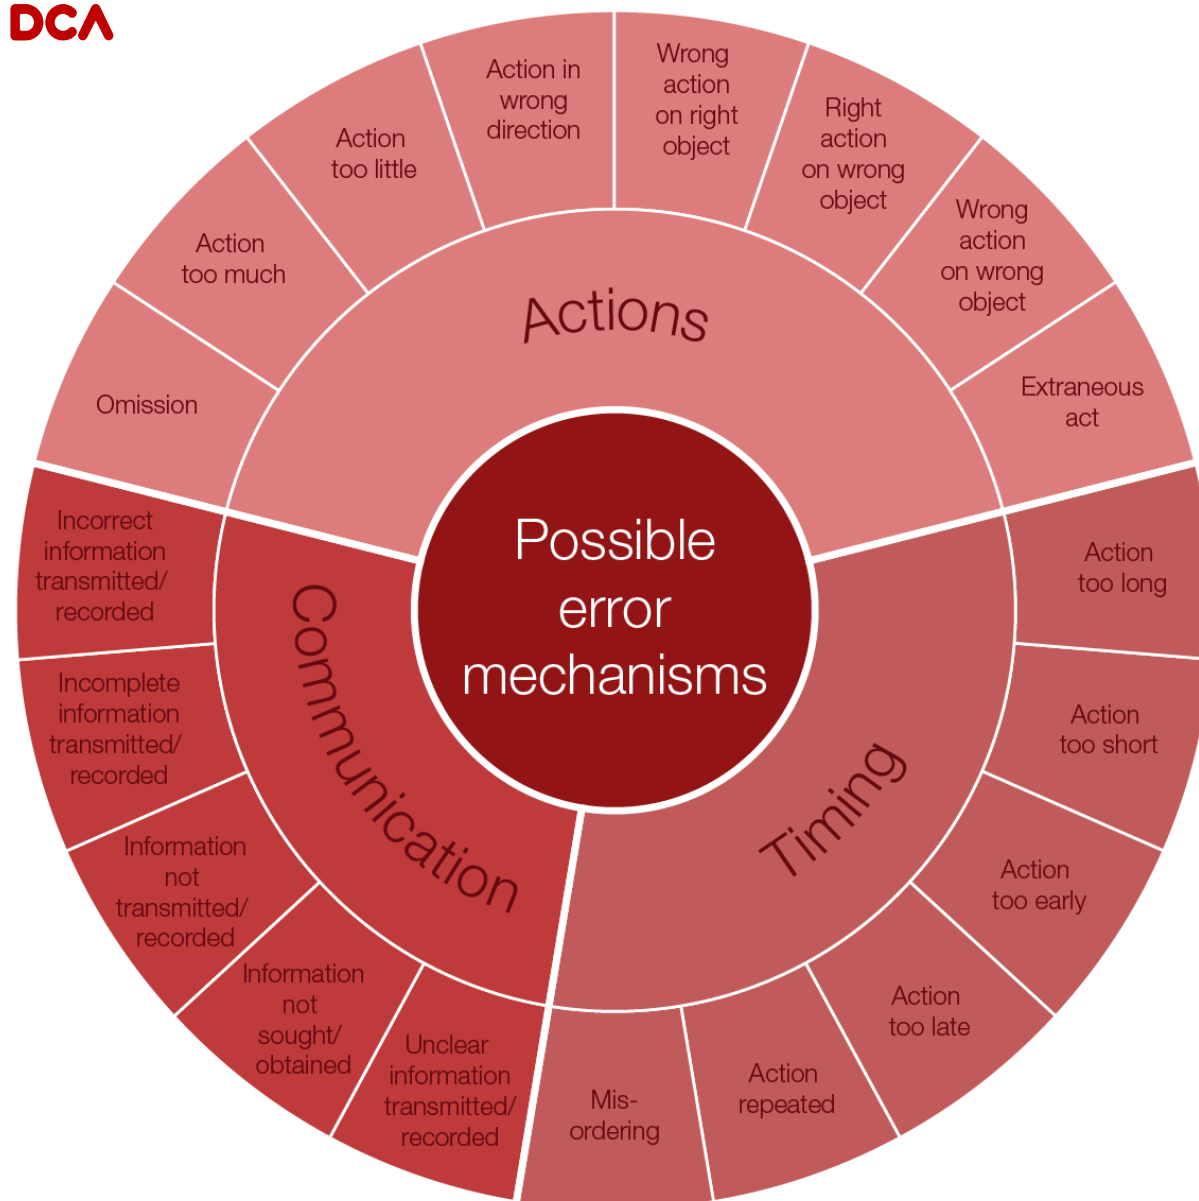 DCA
Possible
error
mechanisms
Actions
Omission
Action
too much
Action
too little
Action in
wrong
direction
Wrong
action
on right
object
Right
action
on wrong
object
Wrong
action
on wrong
object
Extraneous
act
Timing
Action
too long
Action
too short
Action
too early
Action
too late
Action
repeated
Mis-
ordering
Communication
Unclear
information
transmitted/
recorded
Information
not
sought/
obtained
Information
not
transmitted/
recorded
Incomplete
information
transmitted/
recorded
Incorrect
information
transmitted/
recorded